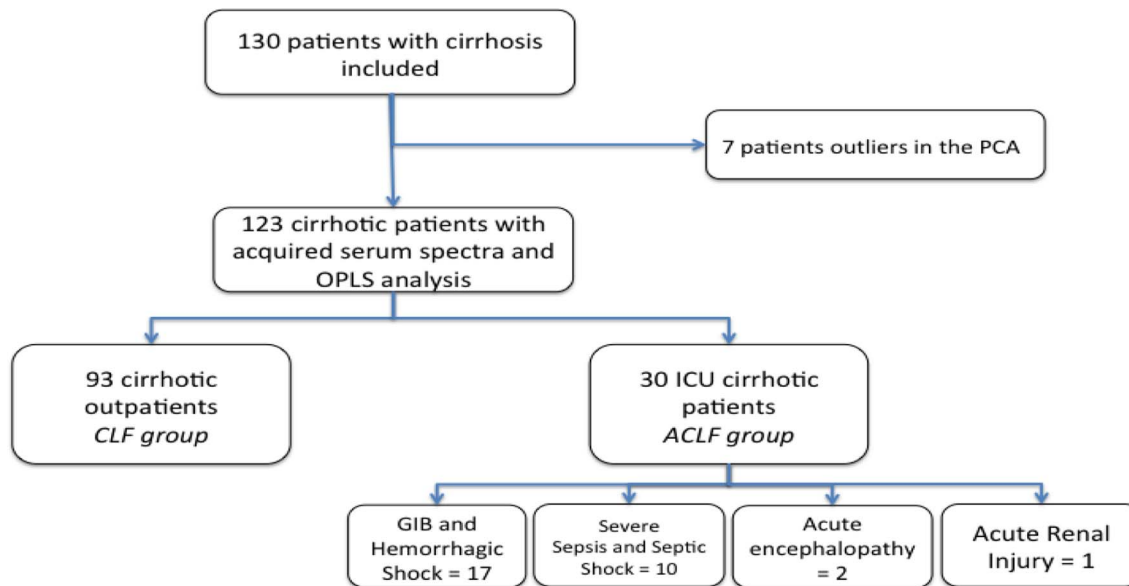 130 patients with cirrhosis
included
7 patients outliers in the PCA
123 cirrhotic patients with
acquired serum spectra and
OPLS analysis
93 cirrhotic
outpatients
CLF group
30 ICU cirrhotic
patients
ACLF group
GIB and
Hemorrhagic
Shock = 17
Severe
Sepsis and Septic
Shock = 10
Acute
encephalopathy
= 2
Acute Renal
Injury = 1